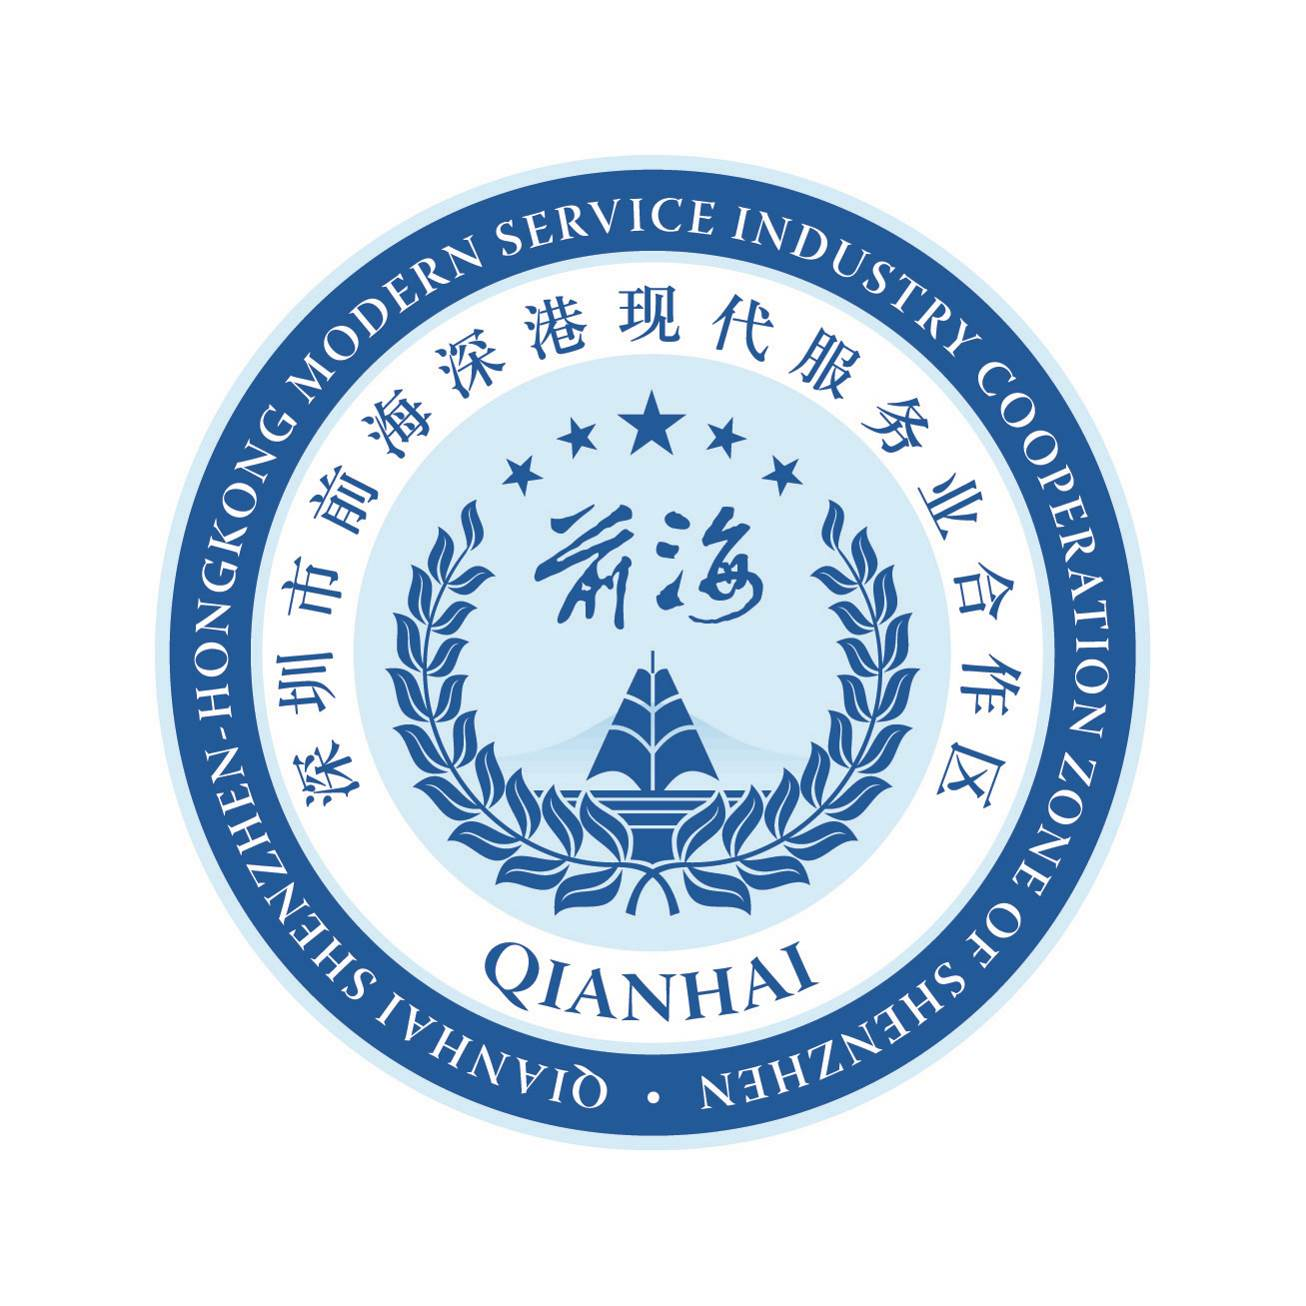 QIANHAI SHENZHEN-HONGKONG MODERN SERVICE INDUSTRY COOPERATION ZONE OF SHENZHEN
深圳市前海深港现代服务业合作区
前海
QIANHAI